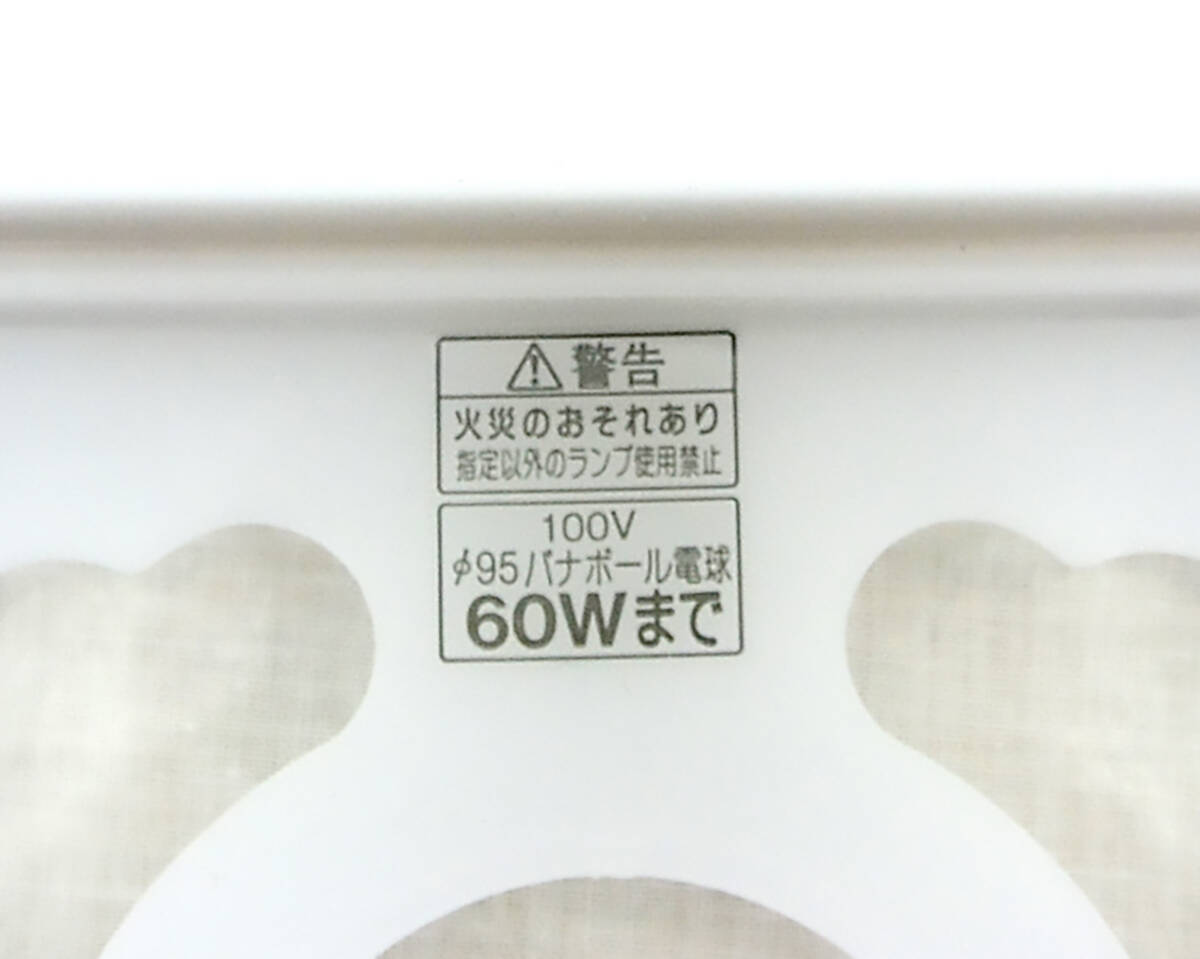 ⚠警告
火災のおそれあり
指定以外のランプ使用禁止
100V
φ95バナボール電球
60Wまで